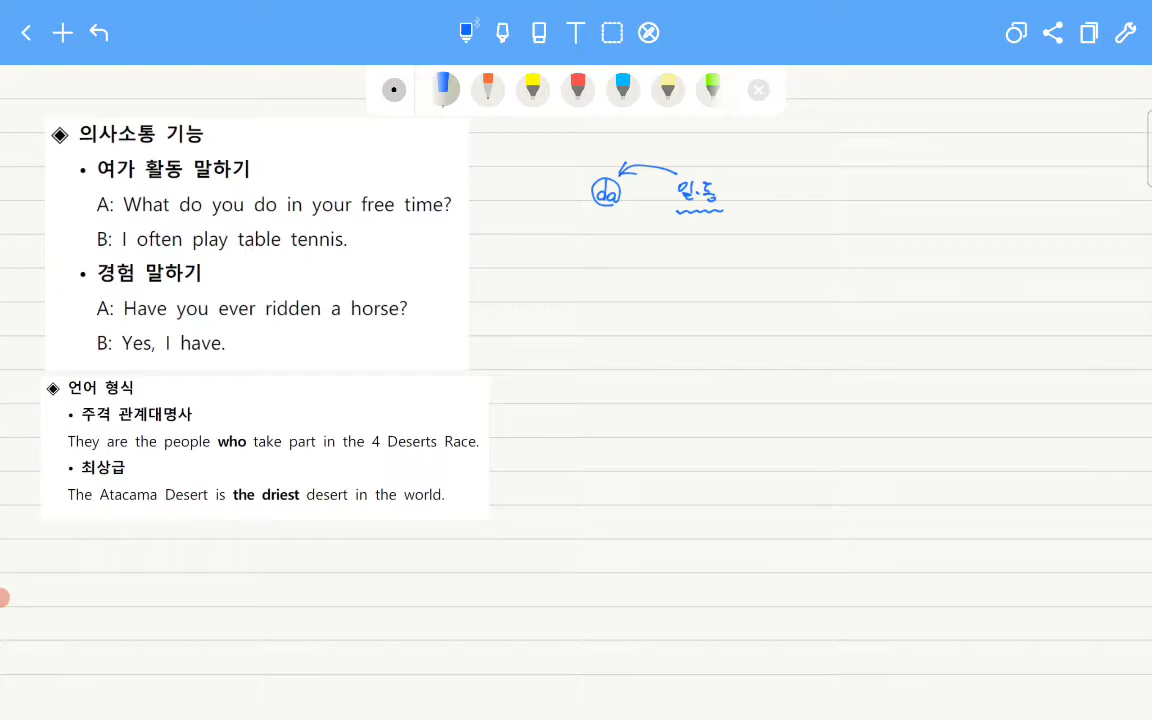 ◈ 의사소통 기능
• 여가 활동 말하기
A: What do you do in your free time?
B: I often play table tennis.
• 경험 말하기
A: Have you ever ridden a horse?
B: Yes, I have.
do 일.동
◈ 언어 형식
• 주격 관계대명사
They are the people who take part in the 4 Deserts Race.
• 최상급
The Atacama Desert is the driest desert in the world.